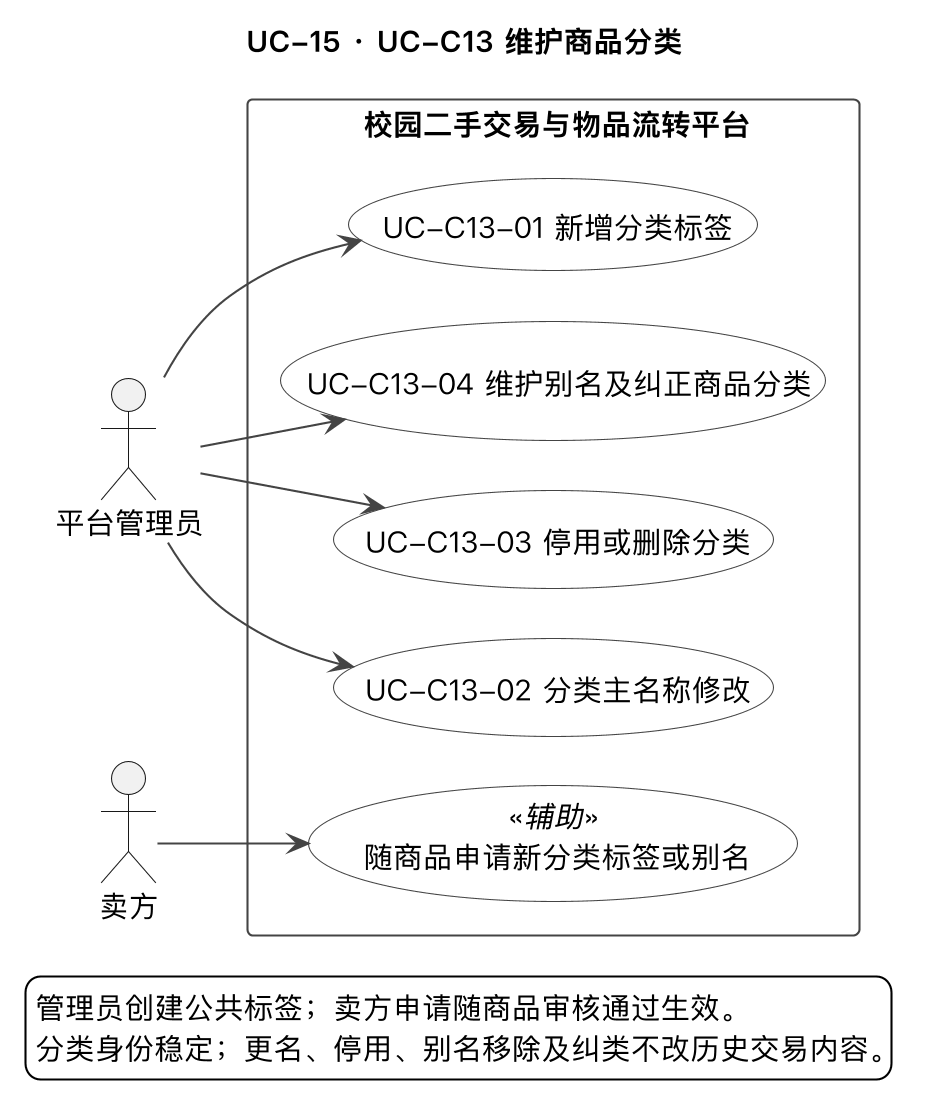 UC–15 · UC–C13 维护商品分类
校园二手交易与物品流转平台
UC–C13–01 新增分类标签
UC–C13–04 维护别名及纠正商品分类
平台管理员
UC–C13–03 停用或删除分类
UC–C13–02 分类主名称修改
«辅助»
随商品申请新分类标签或别名
卖方
管理员创建公共标签；卖方申请随商品审核通过生效。
分类身份稳定；更名、停用、别名移除及纠类不改历史交易内容。